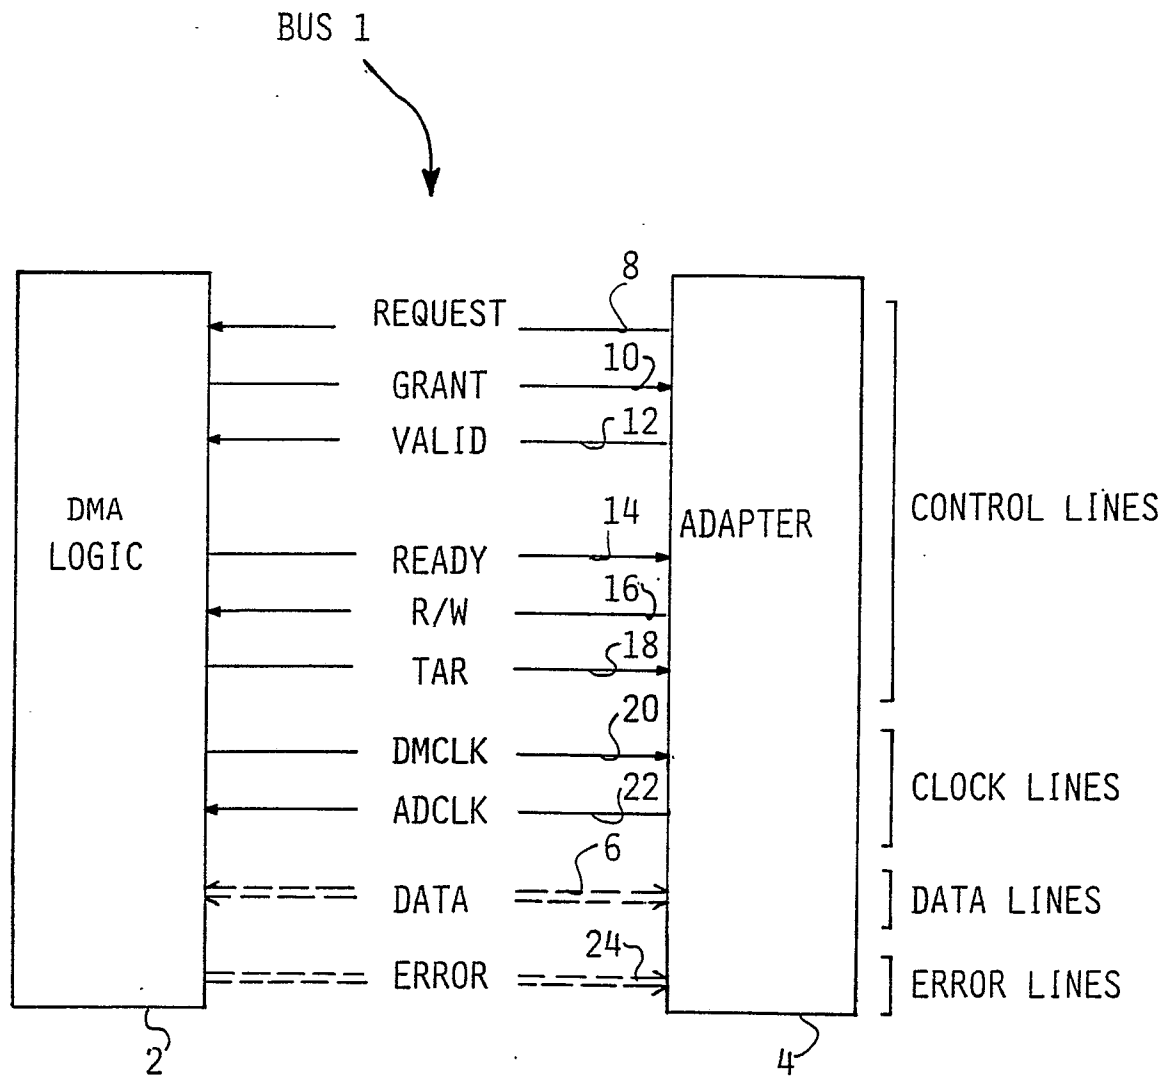 BUS 1
8
REQUEST
10
GRANT
12
VALID
DMA
LOGIC
14
READY
ADAPTER
CONTROL LINES
16
R/W
18
TAR
20
DMCLK
22
ADCLK
CLOCK LINES
6
DATA
DATA LINES
24
ERROR
ERROR LINES
2
4